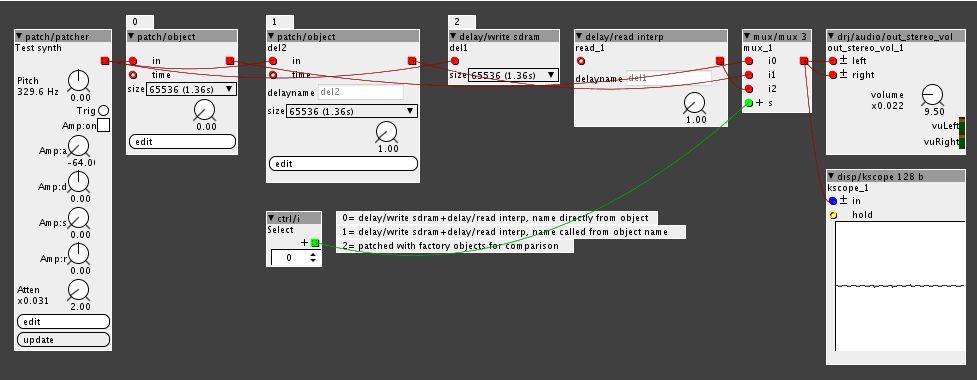 0
1
2
patch/patcher
Test synth
Pitch
329.6 Hz
0.00
Trig
Amp:on
Amp:a
-64.0
Amp:d
0.00
Amp:s
0.00
Amp:r
0.00
Atten
x0.031
2.00
edit
update
patch/object
in
time
size 65536 (1.36s)
0.00
edit
patch/object
del2
in
time
delayname del2
size 65536 (1.36s)
1.00
edit
delay/write sdram
del1
size 65536 (1.36s)
delay/read interp
read_1
delayname del1
1.00
mux/mux 3
mux_1
i0
i1
i2
+ s
drj/audio/out_stereo_vol
out_stereo_vol_1
± left
± right
volume
x0.022
9.50
vuLeft
vuRight
disp/kscope 128 b
kscope_1
± in
hold
ctrl/i
Select
+
0
0= delay/write sdram+delay/read interp, name directly from object
1= delay/write sdram+delay/read interp, name called from object name
2= patched with factory objects for comparison